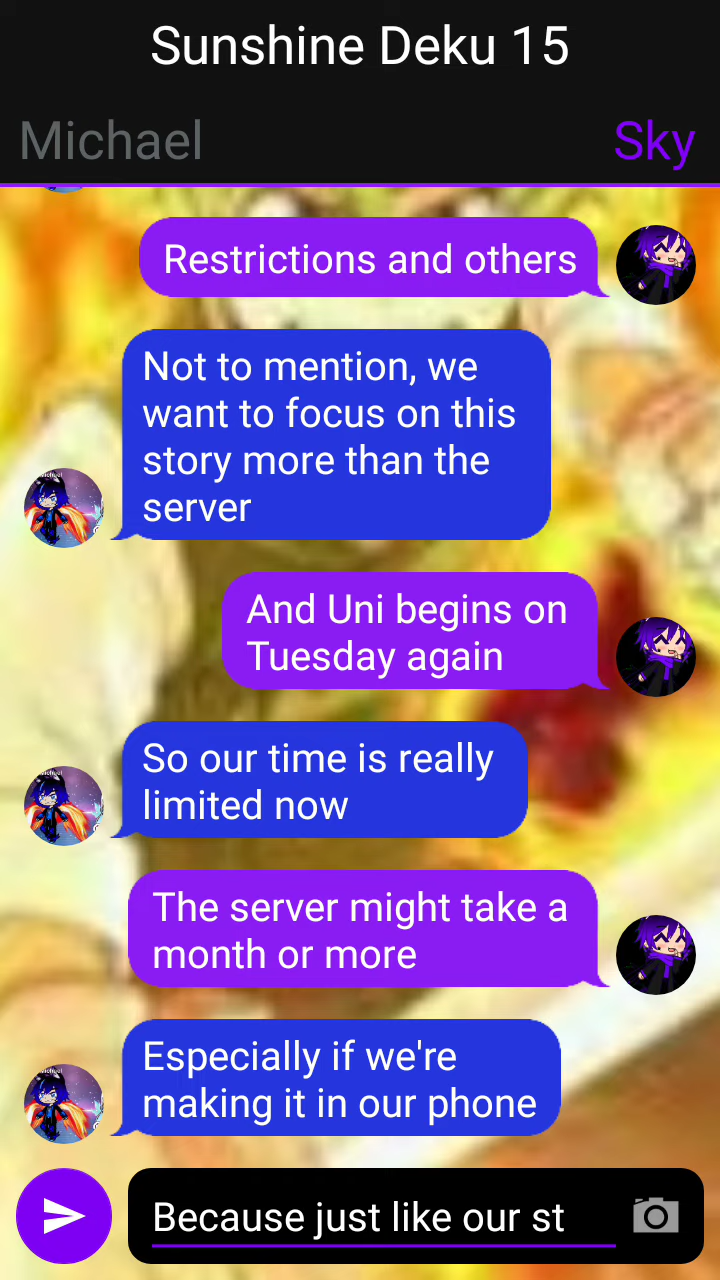 Sunshine Deku 15
Michael
Sky
Restrictions and others
Not to mention, we
want to focus on this
story more than the
server
And Uni begins on
Tuesday again
So our time is really
limited now
The server might take a
month or more
Especially if we're
making it in our phone
Because just like our st